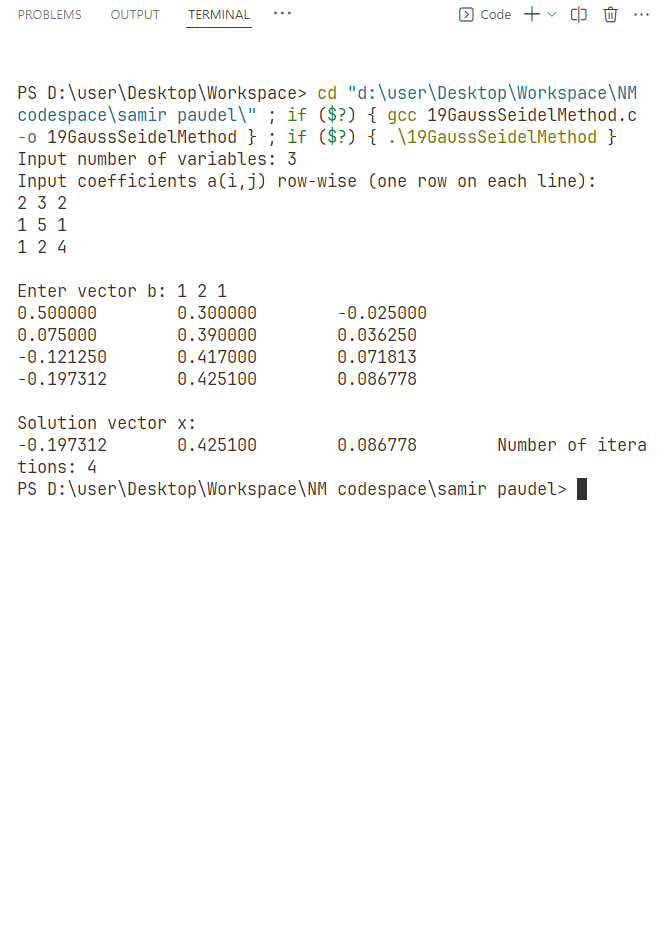 PROBLEMS OUTPUT TERMINAL ··· Code ···
PS D:\user\Desktop\Workspace> cd "d:\user\Desktop\Workspace\NM
codespace\samir paudel\" ; if ($?) { gcc 19GaussSeidelMethod.c
-o 19GaussSeidelMethod } ; if ($?) { .\19GaussSeidelMethod }
Input number of variables: 3
Input coefficients a(i,j) row-wise (one row on each line):
2 3 2
1 5 1
1 2 4
Enter vector b: 1 2 1
0.500000 0.300000 -0.025000
0.075000 0.390000 0.036250
-0.121250 0.417000 0.071813
-0.197312 0.425100 0.086778
Solution vector x:
-0.197312 0.425100 0.086778 Number of itera
tions: 4
PS D:\user\Desktop\Workspace\NM codespace\samir paudel>